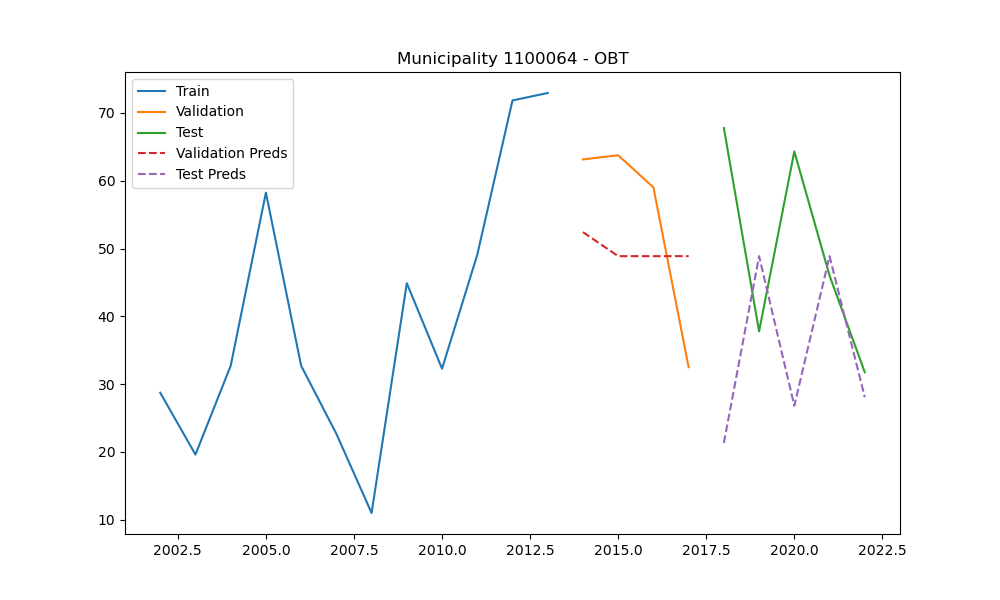 Municipality 1100064 - OBT
Train
Validation
Test
Validation Preds
Test Preds
70
60
50
40
30
20
10
2002.5 2005.0 2007.5 2010.0 2012.5 2015.0 2017.5 2020.0 2022.5